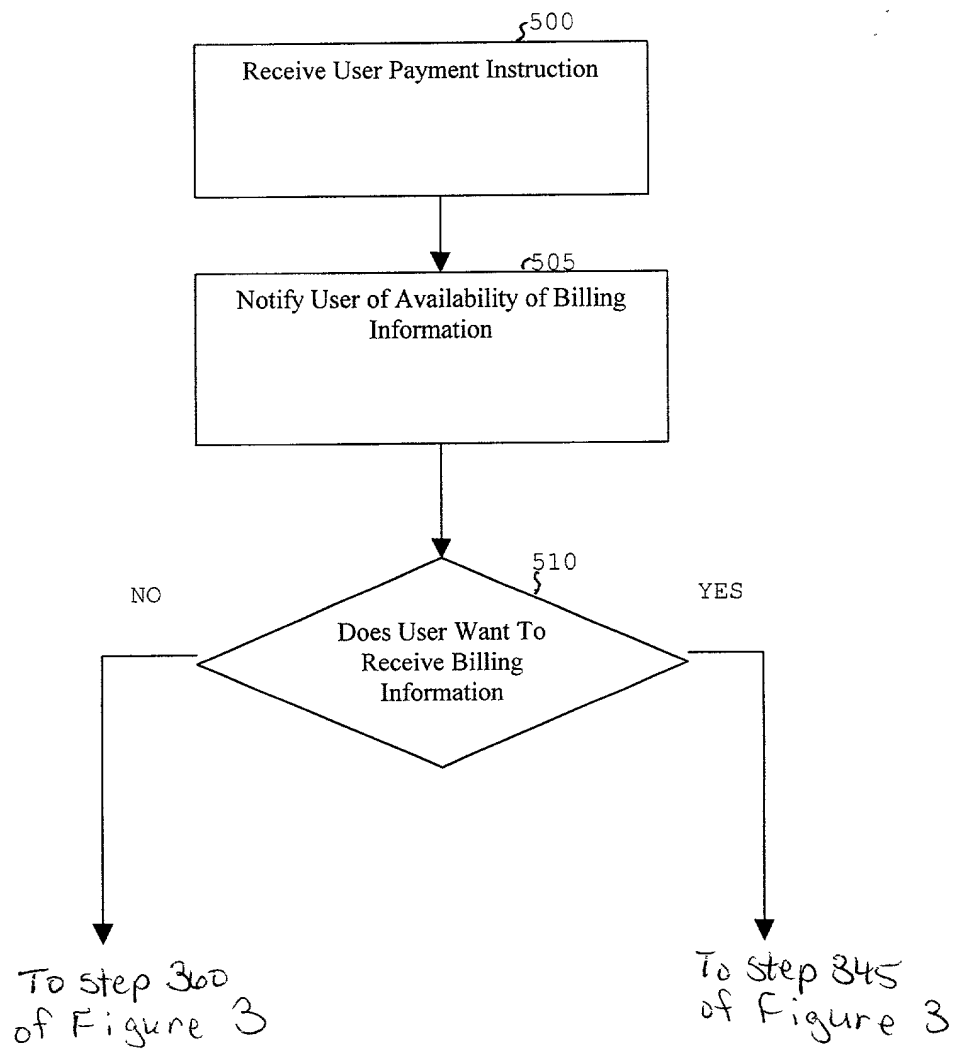 500
Receive User Payment Instruction
505
Notify User of Availability of Billing
Information
510
NO
YES
Does User Want To
Receive Billing
Information
To step 360
of Figure 3
To step 345
of Figure 3